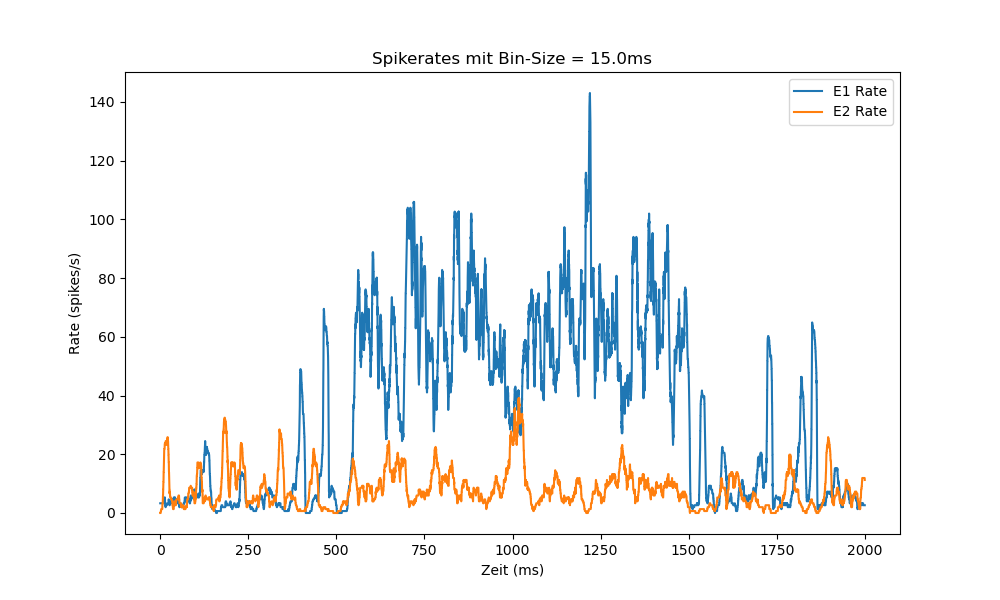 Spikerates mit Bin-Size = 15.0ms
E1 Rate
E2 Rate
140
120
100
80
60
40
20
0
Rate (spikes/s)
0 250 500 750 1000 1250 1500 1750 2000
Zeit (ms)